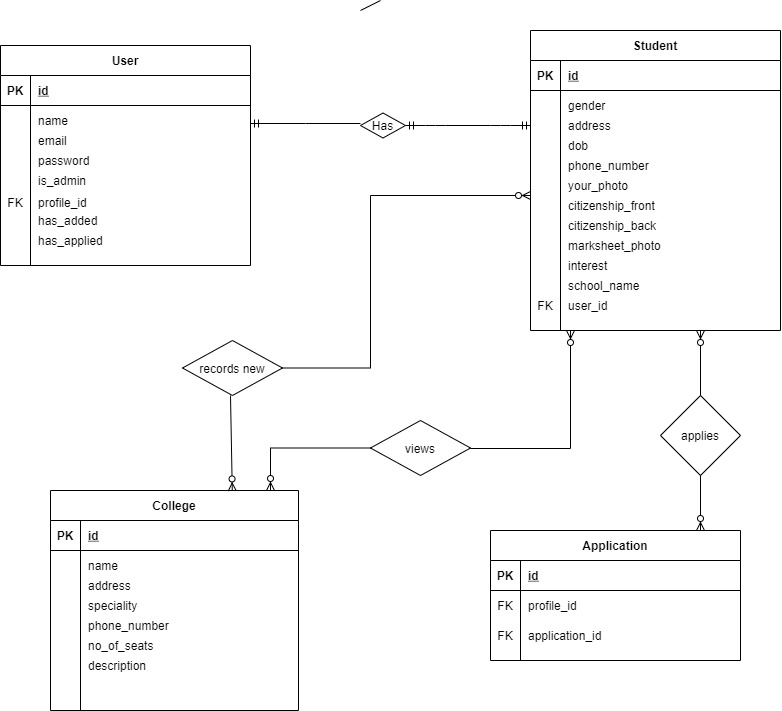 User
PK id
name
email
password
is_admin
FK profile_id
has_added
has_applied
Has
Student
PK id
gender
address
dob
phone_number
your_photo
citizenship_front
citizenship_back
marksheet_photo
interest
school_name
FK user_id
records new
views
applies
College
PK id
name
address
speciality
phone_number
no_of_seats
description
Application
PK id
FK profile_id
FK application_id